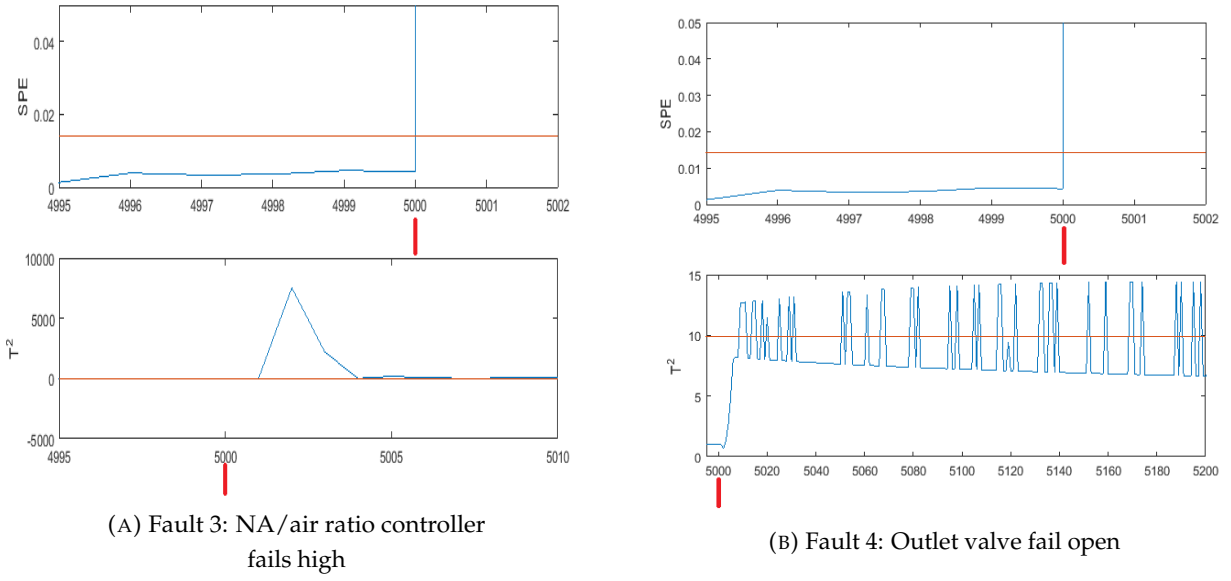 0.04
0.02
0
SPE
4995 4996 4997 4998 4999 5000 5001 5002
10000
5000
0
-5000
T²
4995 5000 5005 5010
(A) Fault 3: NA/air ratio controller
fails high
0.05
0.04
0.03
0.02
0.01
0
SPE
4995 4996 4997 4998 4999 5000 5001 5002
15
10
5
0
T²
5000 5020 5040 5060 5080 5100 5120 5140 5160 5180 5200
(B) Fault 4: Outlet valve fail open